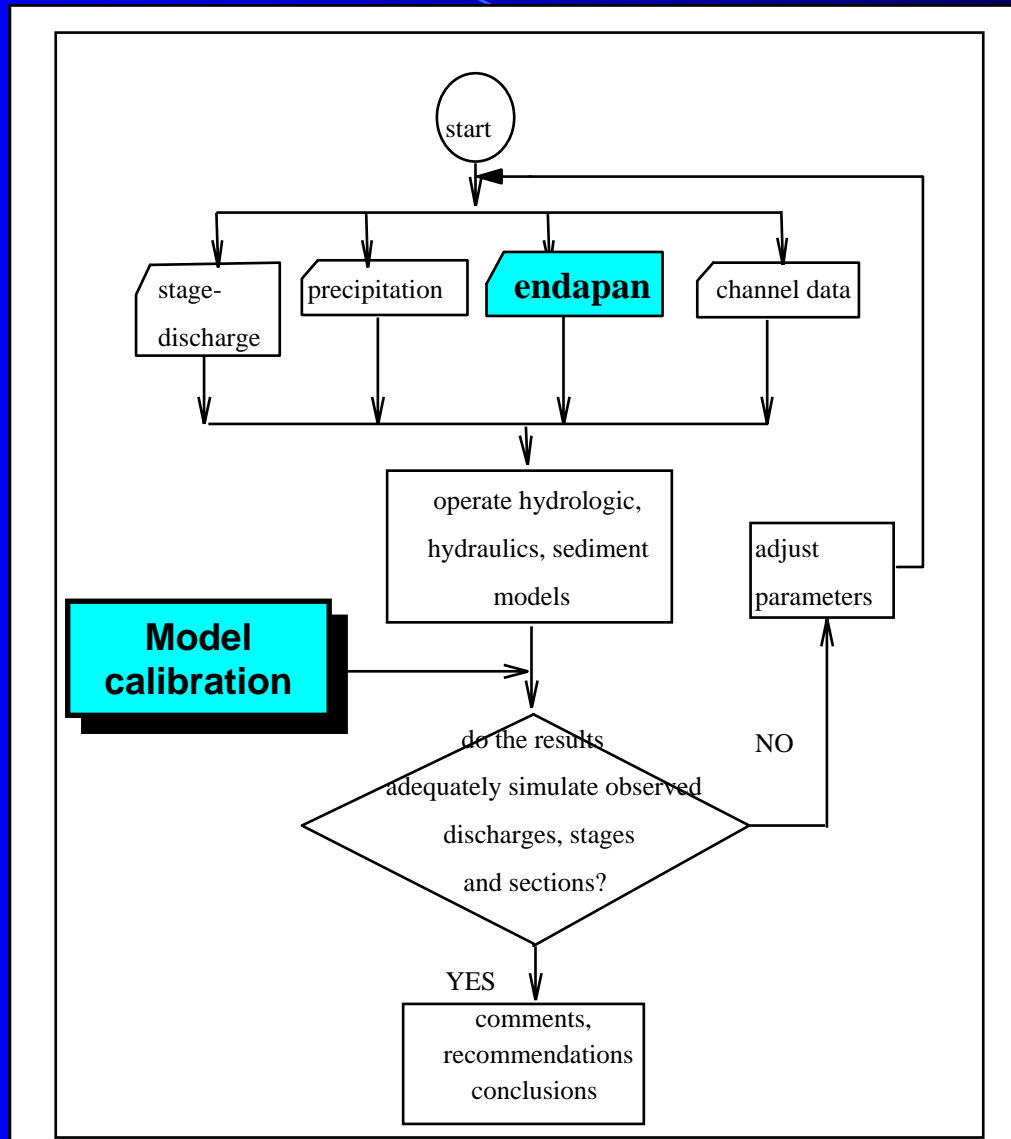 start
stage-
discharge
precipitation
endapan
channel data
operate hydrologic,
hydraulics, sediment
models
adjust
parameters
Model
calibration
do the results
adequately simulate observed
discharges, stages
and sections?
NO
YES
comments,
recommendations
conclusions